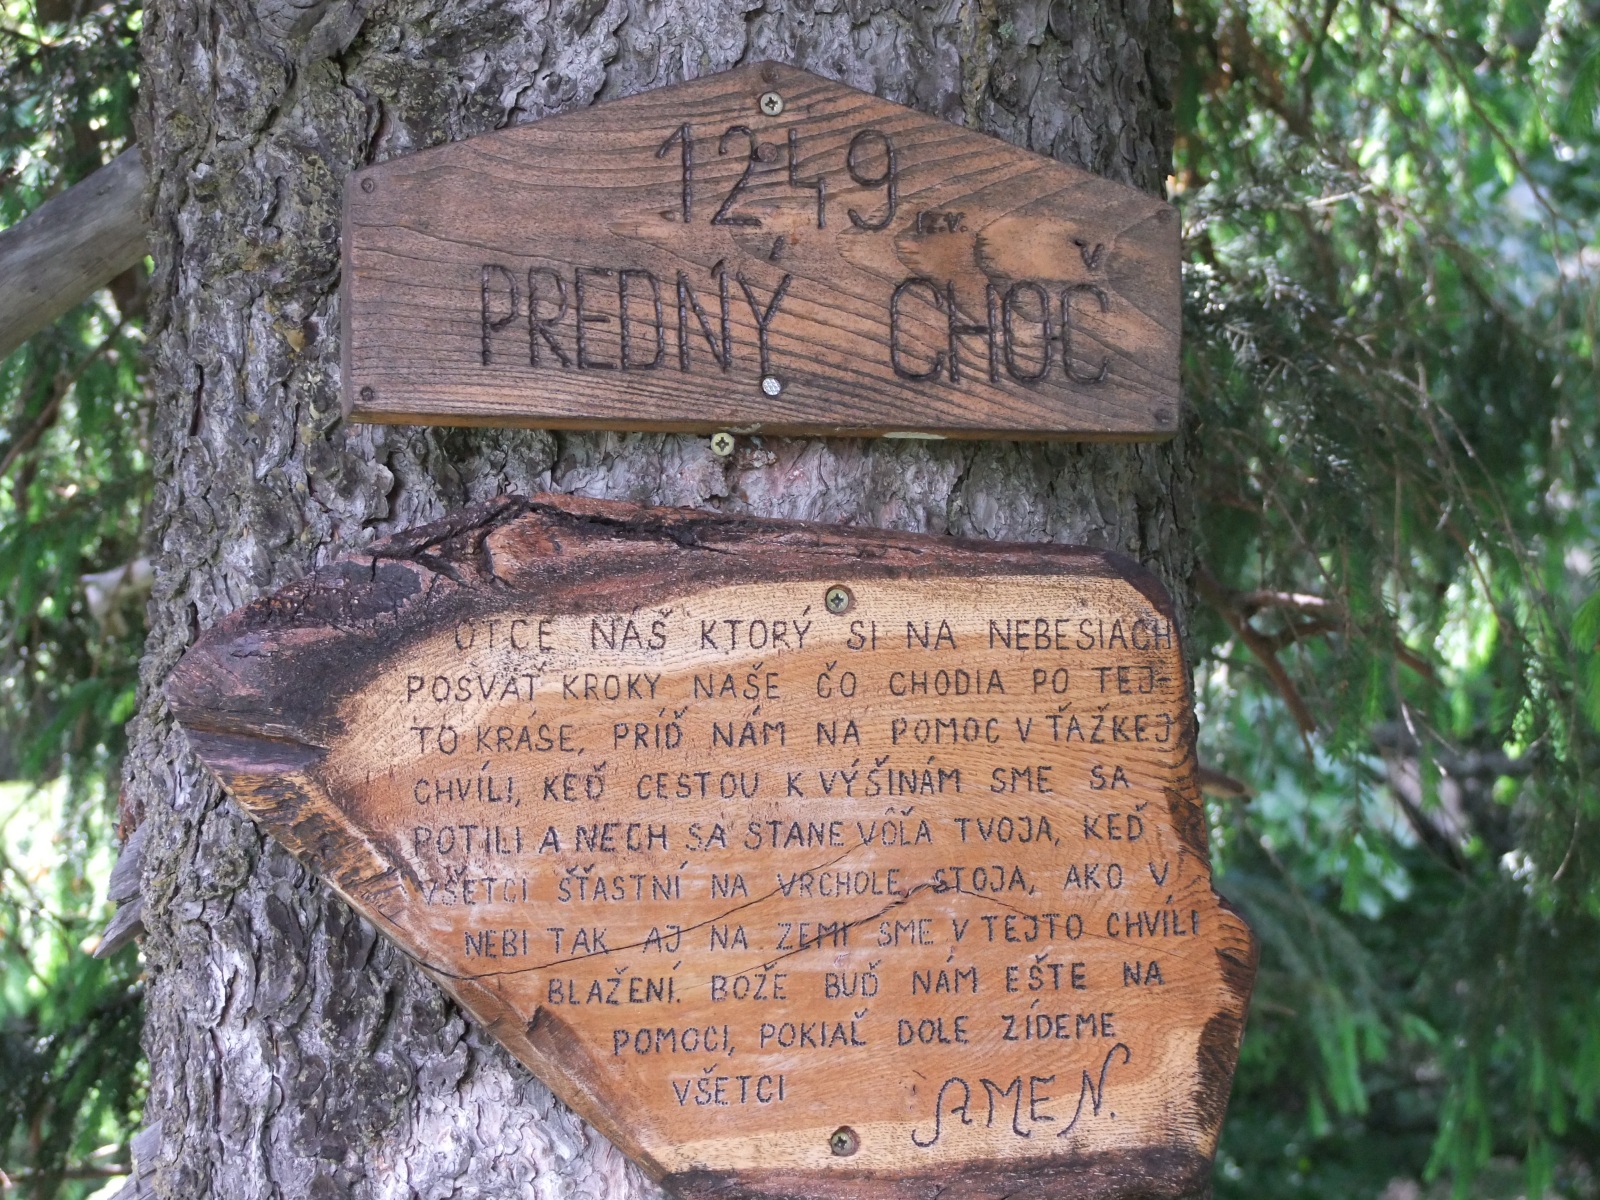 1249
PREDNÝ CHOČ
OTČE NÁŠ KTORÝ SI NA NEBESIACH
POSVÄŤ KROKY NAŠE ČO CHODIA PO TEJ-
TO KRÁSE, PRÍĎ NÁM NA POMOC V ŤAŽKEJ
CHVÍLI, KEĎ CESTOU K VÝŠINÁM SME SA
POTILI A NECH SA STANE VÔĽA TVOJA, KEĎ
VŠETCI ŠŤASTNÍ NA VRCHOLE STOJA, AKO V
NEBI TAK AJ NA ZEMI SME V TEJTO CHVÍLI
BLAŽENÍ. BOŽE BUĎ NÁM EŠTE NA
POMOCI, POKIAĽ DOLE ZÍDEME
VŠETCI AMEN.